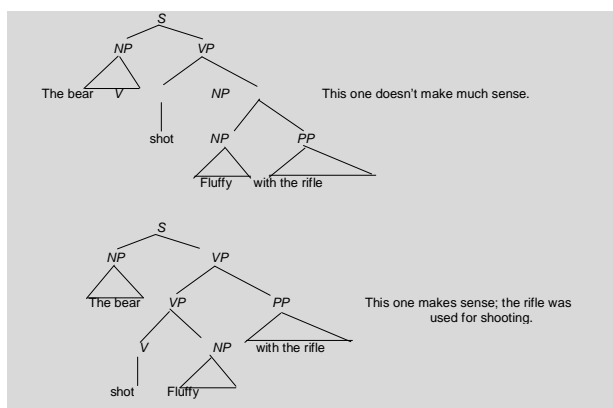 S
NP VP
The bear V NP This one doesn't make much sense.
shot NP PP
Fluffy with the rifle
S
NP VP
The bear VP PP This one makes sense; the rifle was
used for shooting.
V NP with the rifle
shot Fluffy